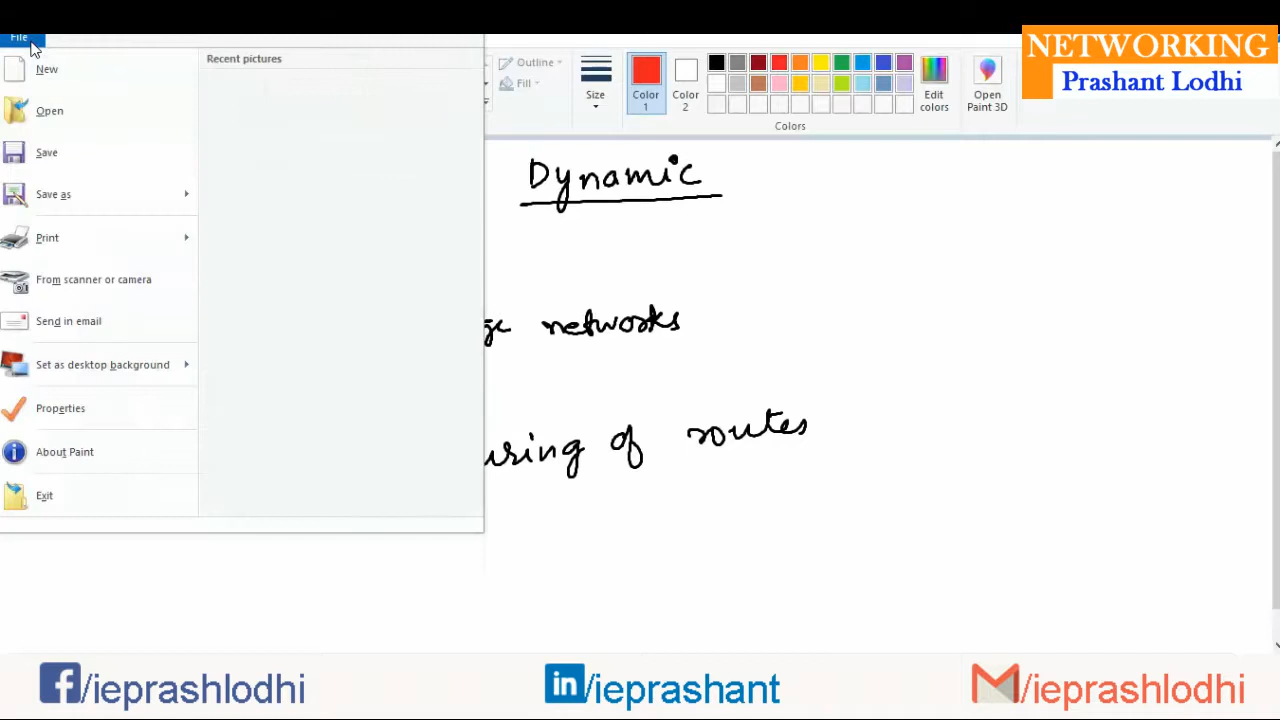 File
NETWORKING
Prashant Lodhi
New
Recent pictures
Outline
Fill
Size
Color 1
Color 2
Edit colors
Open Paint 3D
Colors
Open
Save
Save as
Print
From scanner or camera
Send in email
Set as desktop background
Properties
About Paint
Exit
Dynamic
networks
of routes
/ieprashlodhi
in/ieprashant
/ieprashlodhi